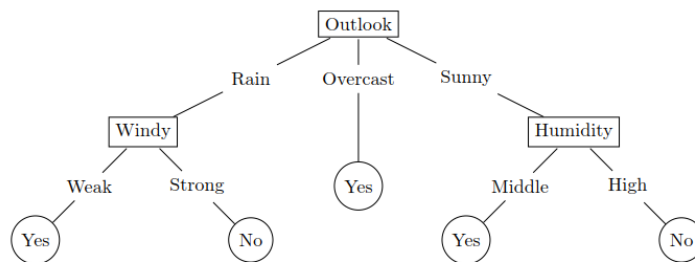 Outlook
Rain Overcast Sunny
Windy Humidity
Weak Strong Yes Middle High
Yes No Yes No